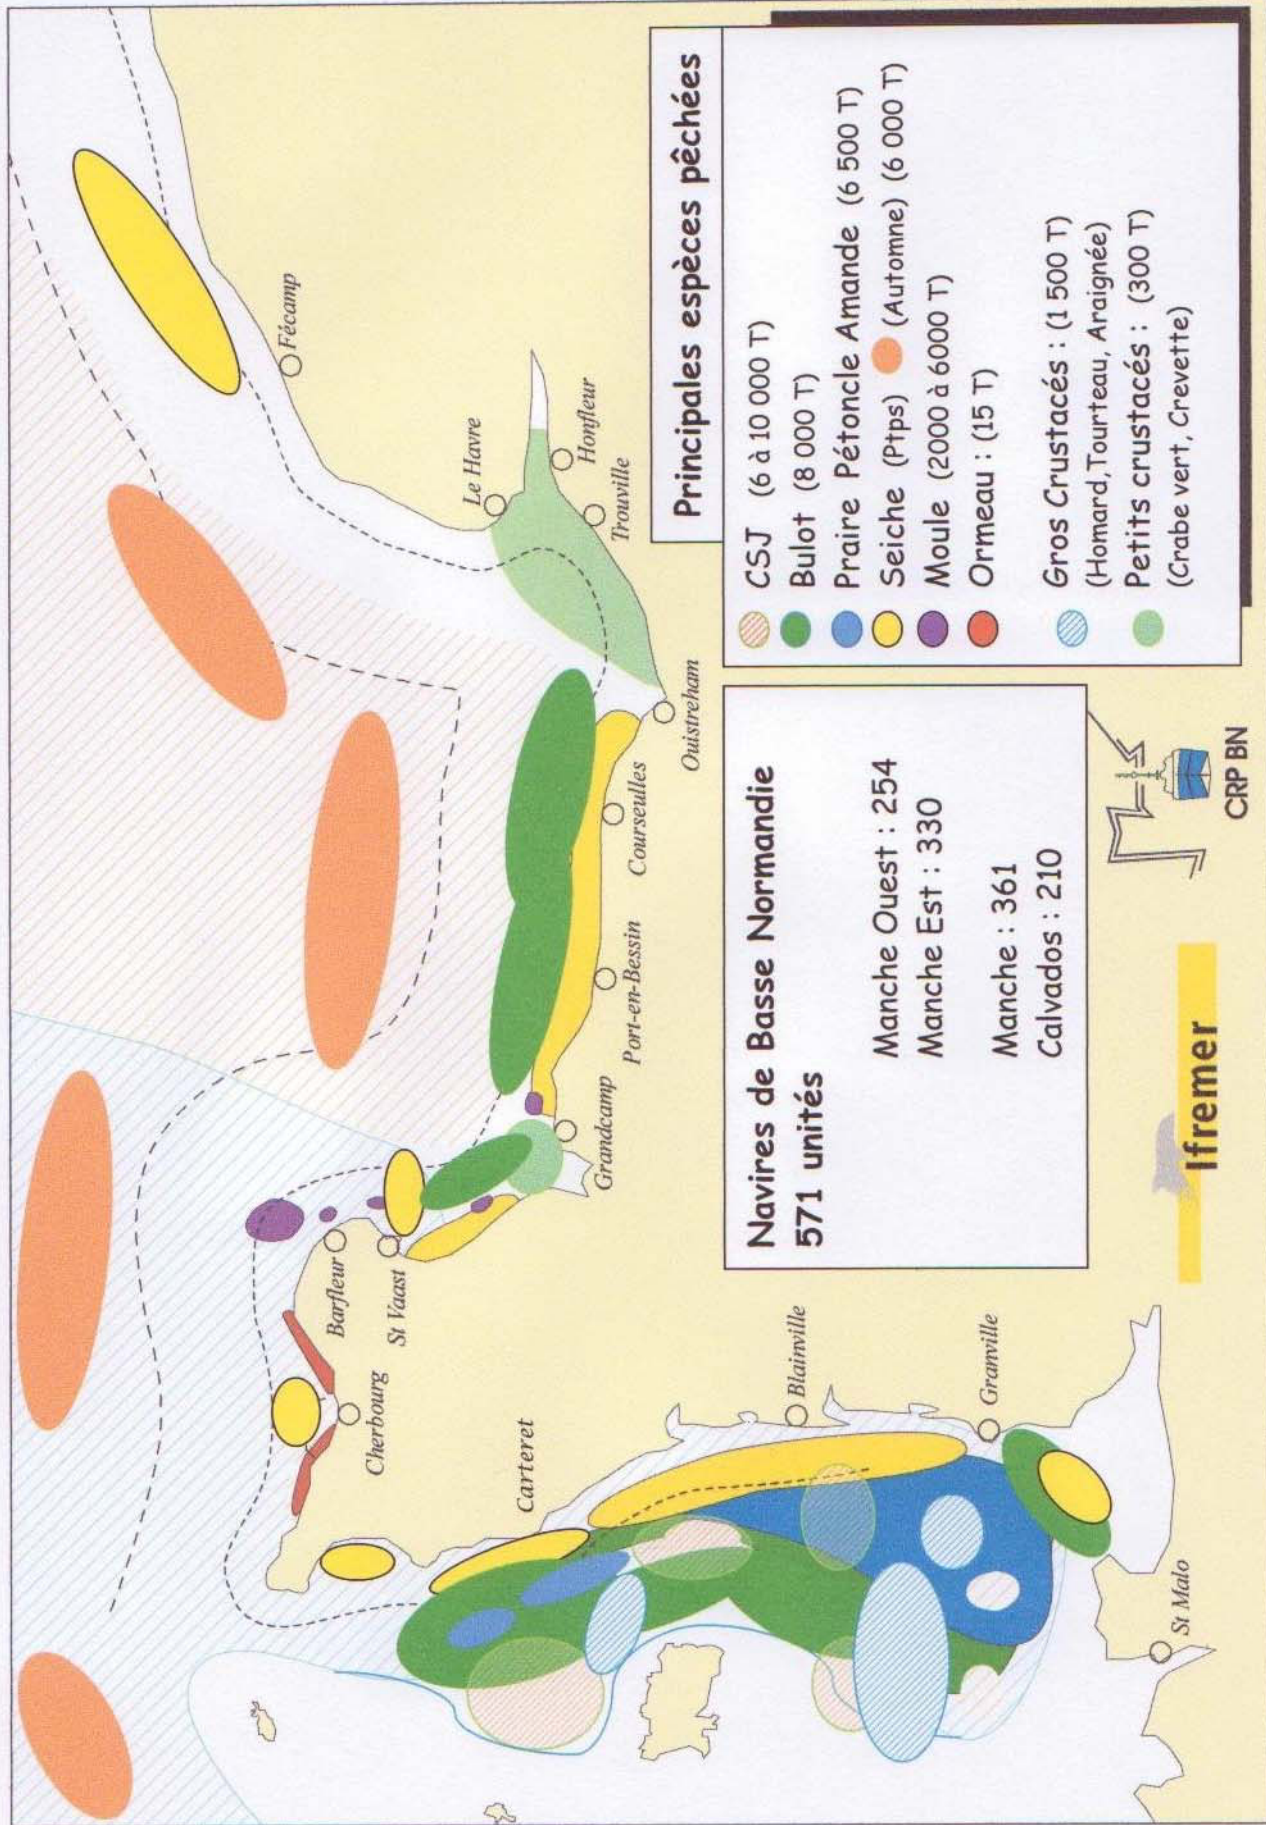 Fécamp
Le Havre
Honfleur
Trouville
Ouistreham
Courseulles
Port-en-Bessin
Grandcamp
Barfleur
St Vaast
Cherbourg
Carteret
Blainville
Granville
St Malo
Principales espèces pêchées
CSJ (6 à 10 000 T)
Bulot (8 000 T)
Praire Pétoncle Amande (6 500 T)
Seiche (Ptps) (Automne) (6 000 T)
Moule (2000 à 6000 T)
Ormeau : (15 T)
Gros Crustacés : (1 500 T)
(Homard, Tourteau, Araignée)
Petits crustacés : (300 T)
(Crabe vert, Crevette)
Navires de Basse Normandie
571 unités
Manche Ouest : 254
Manche Est : 330
Manche : 361
Calvados : 210
Ifremer
CRP BN